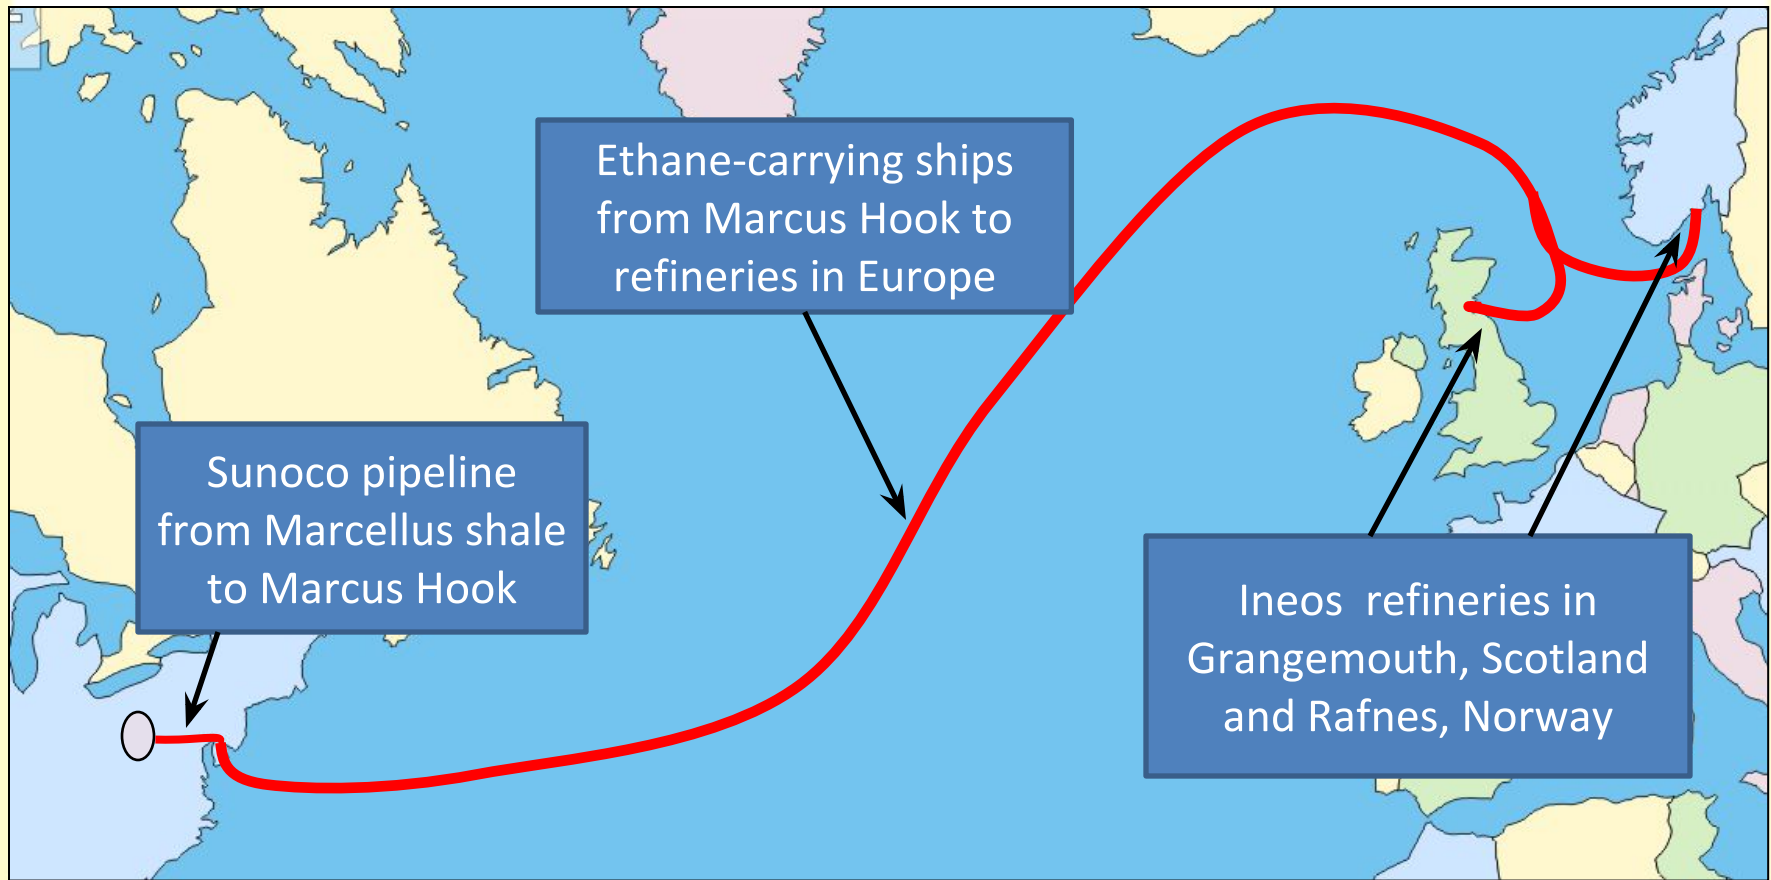 Ethane-carrying ships
from Marcus Hook to
refineries in Europe
Sunoco pipeline
from Marcellus shale
to Marcus Hook
Ineos  refineries in
Grangemouth, Scotland
and Rafnes, Norway